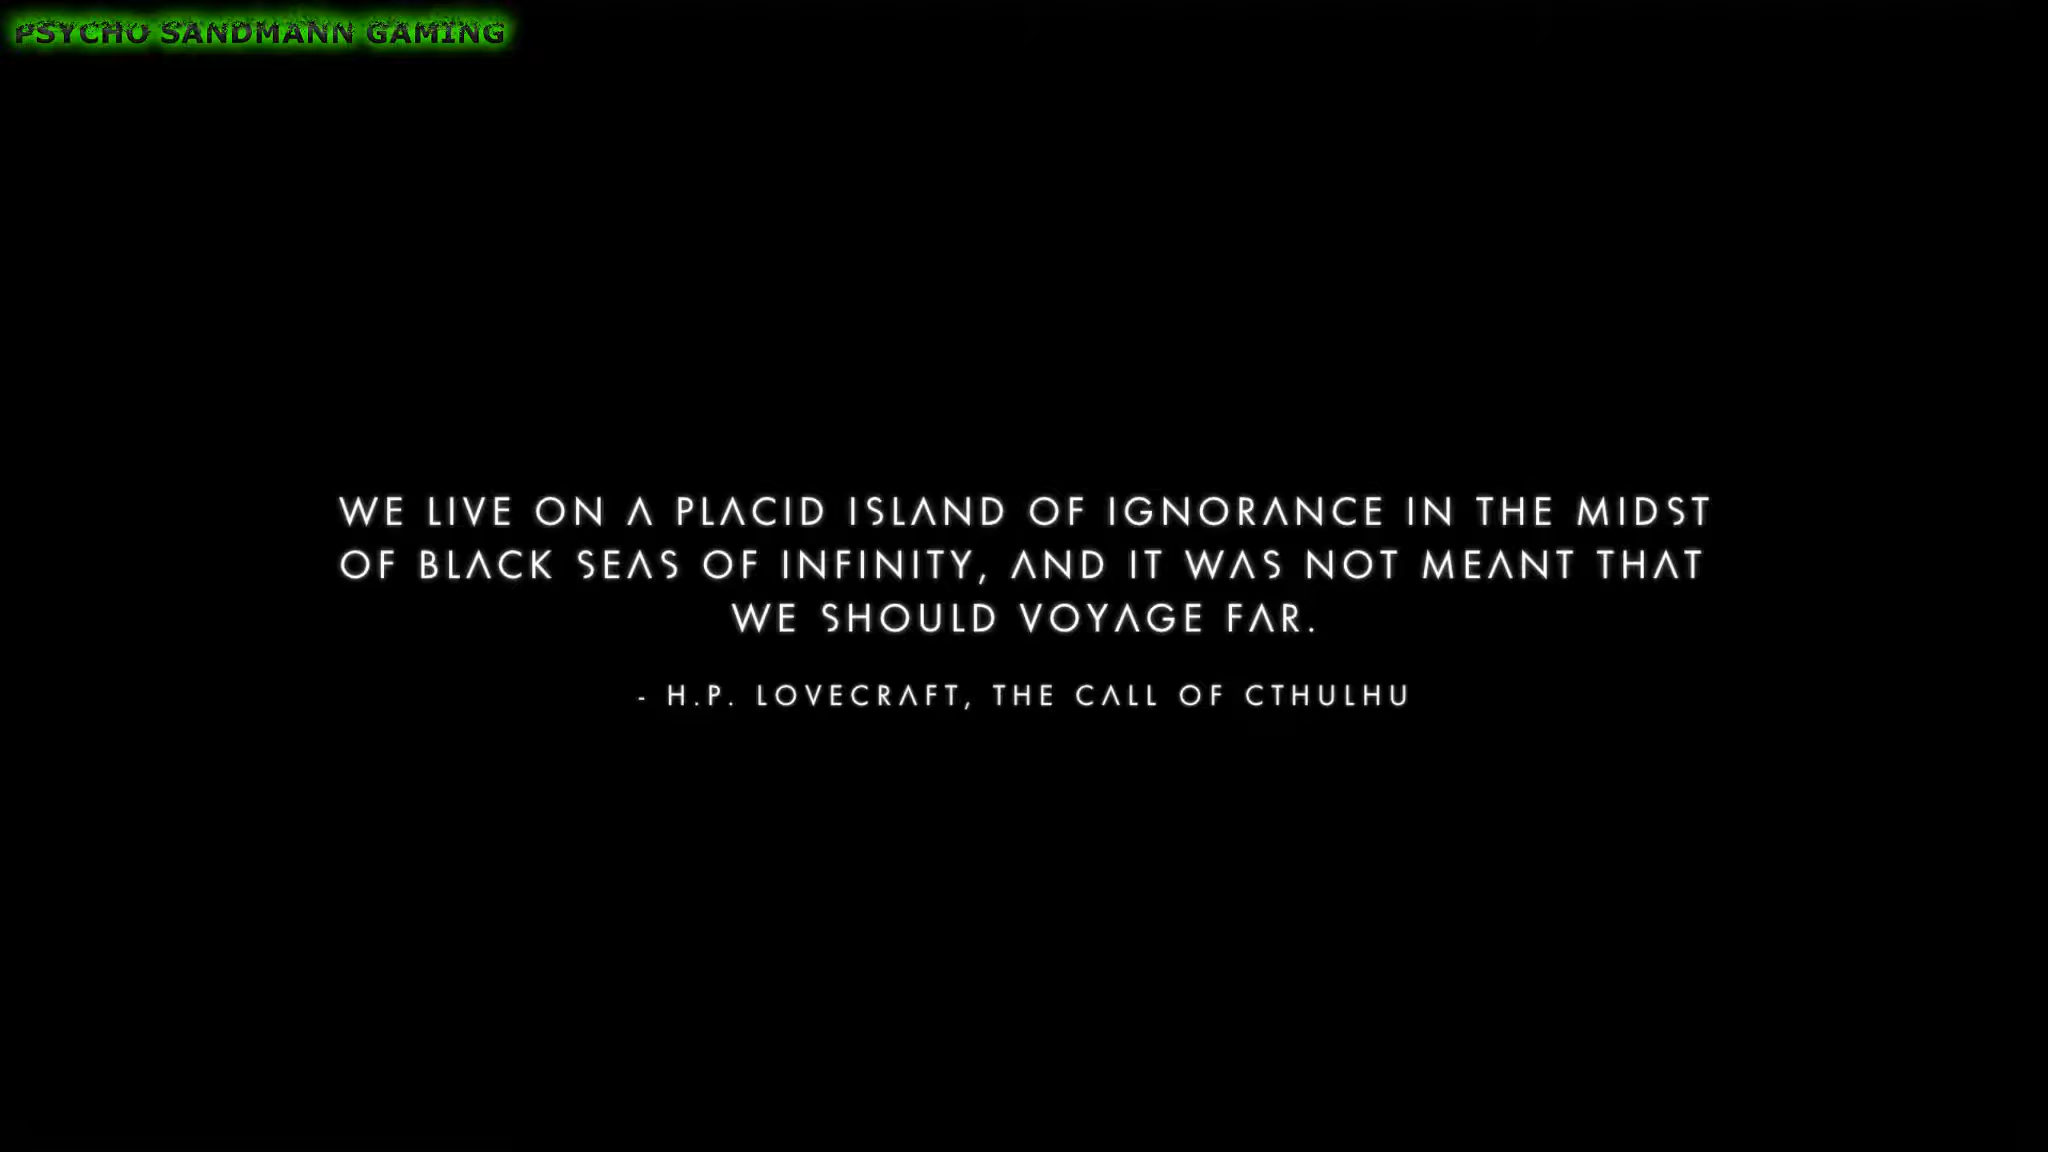 PSYCHO SANDMANN GAMING
WE LIVE ON A PLACID ISLAND OF IGNORANCE IN THE MIDST
OF BLACK SEAS OF INFINITY, AND IT WAS NOT MEANT THAT
WE SHOULD VOYAGE FAR.
- H.P. LOVECRAFT, THE CALL OF CTHULHU